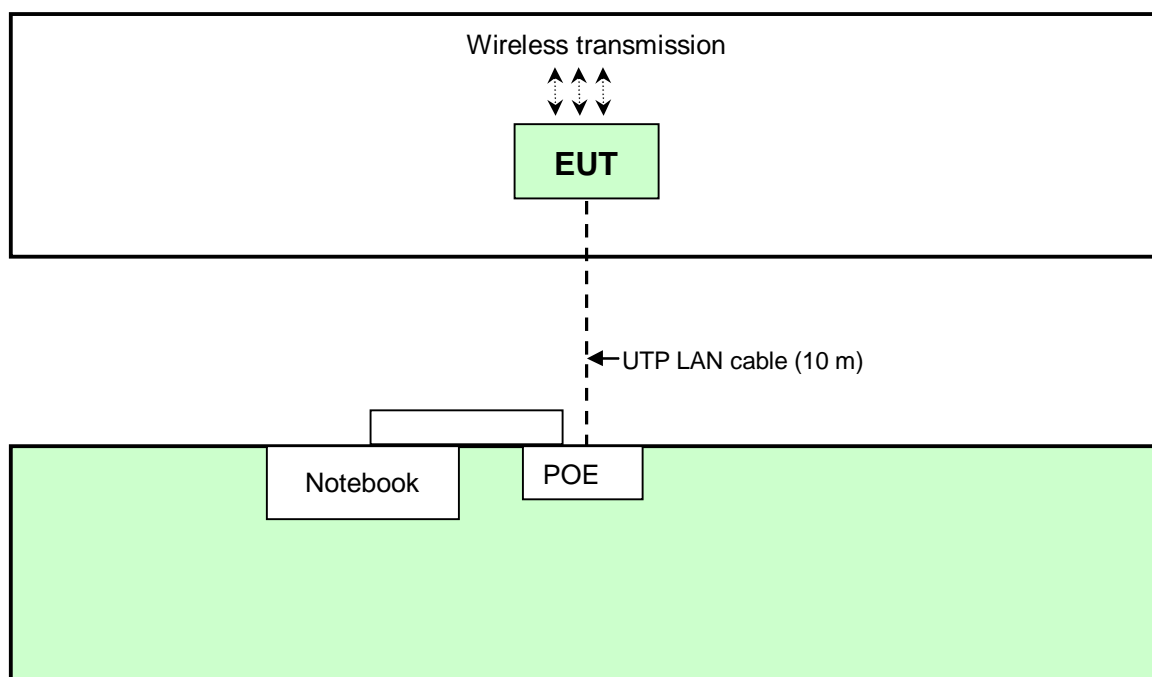 Wireless transmission
EUT
UTP LAN cable (10 m)
Notebook
POE